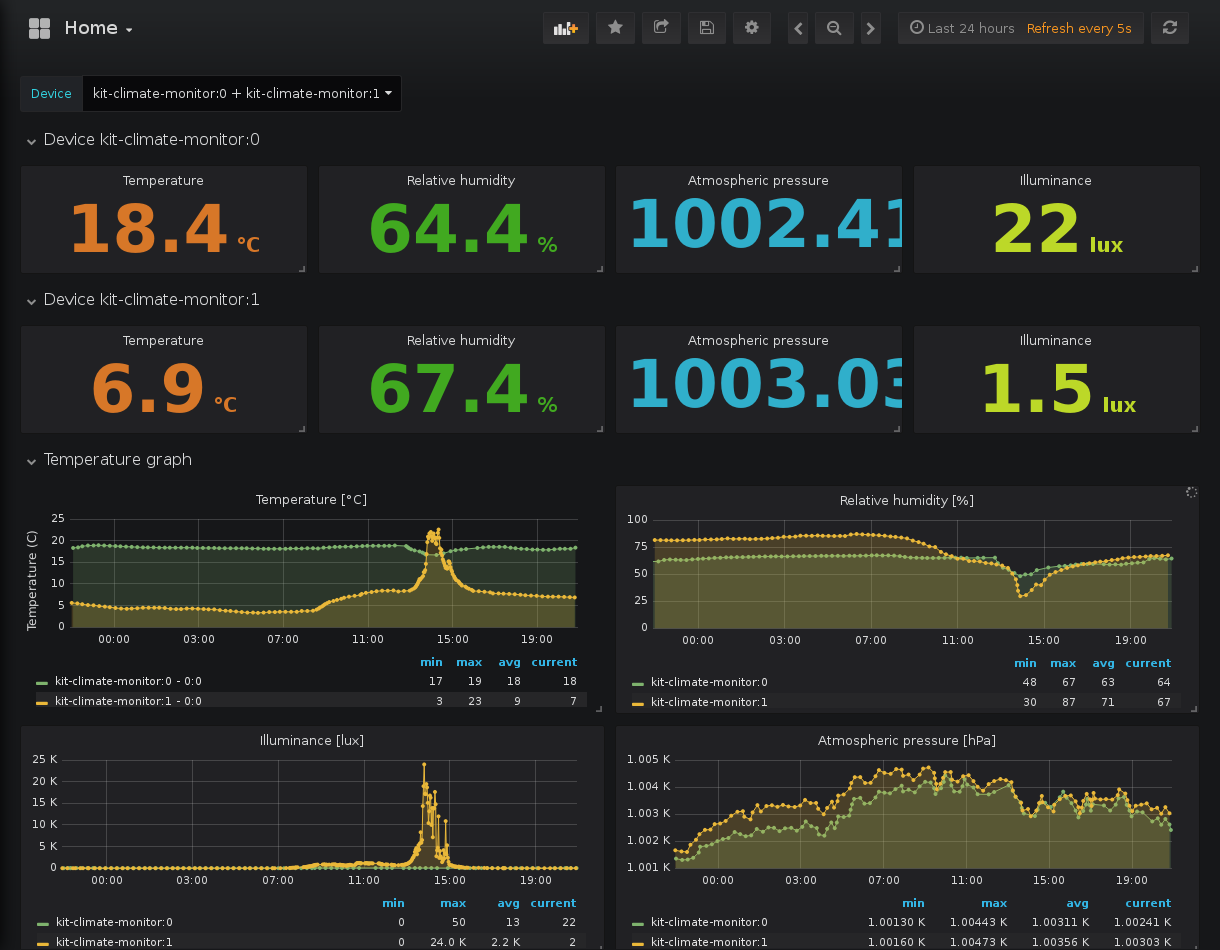 Home
Last 24 hours Refresh every 5s
Device kit-climate-monitor:0 + kit-climate-monitor:1
Device kit-climate-monitor:0
Temperature Relative humidity Atmospheric pressure Illuminance
18.4 °C 64.4 % 1002.41 22 lux
Device kit-climate-monitor:1
Temperature Relative humidity Atmospheric pressure Illuminance
6.9 °C 67.4 % 1003.03 1.5 lux
Temperature graph
Temperature [°C]
Temperature (C)
25
20
15
10
5
0
00:00 03:00 07:00 11:00 15:00 19:00
min max avg current
kit-climate-monitor:0 - 0:0 17 19 18 18
kit-climate-monitor:1 - 0:0 3 23 9 7
Relative humidity [%]
100
75
50
25
0
00:00 03:00 07:00 11:00 15:00 19:00
min max avg current
kit-climate-monitor:0 48 67 63 64
kit-climate-monitor:1 30 87 71 67
Illuminance [lux]
25 K
20 K
15 K
10 K
5 K
0
00:00 03:00 07:00 11:00 15:00 19:00
min max avg current
kit-climate-monitor:0 0 50 13 22
kit-climate-monitor:1 0 24.0 K 2.2 K 2
Atmospheric pressure [hPa]
1.005 K
1.004 K
1.003 K
1.002 K
1.001 K
00:00 03:00 07:00 11:00 15:00 19:00
min max avg current
kit-climate-monitor:0 1.00130 K 1.00443 K 1.00311 K 1.00241 K
kit-climate-monitor:1 1.00160 K 1.00473 K 1.00356 K 1.00303 K